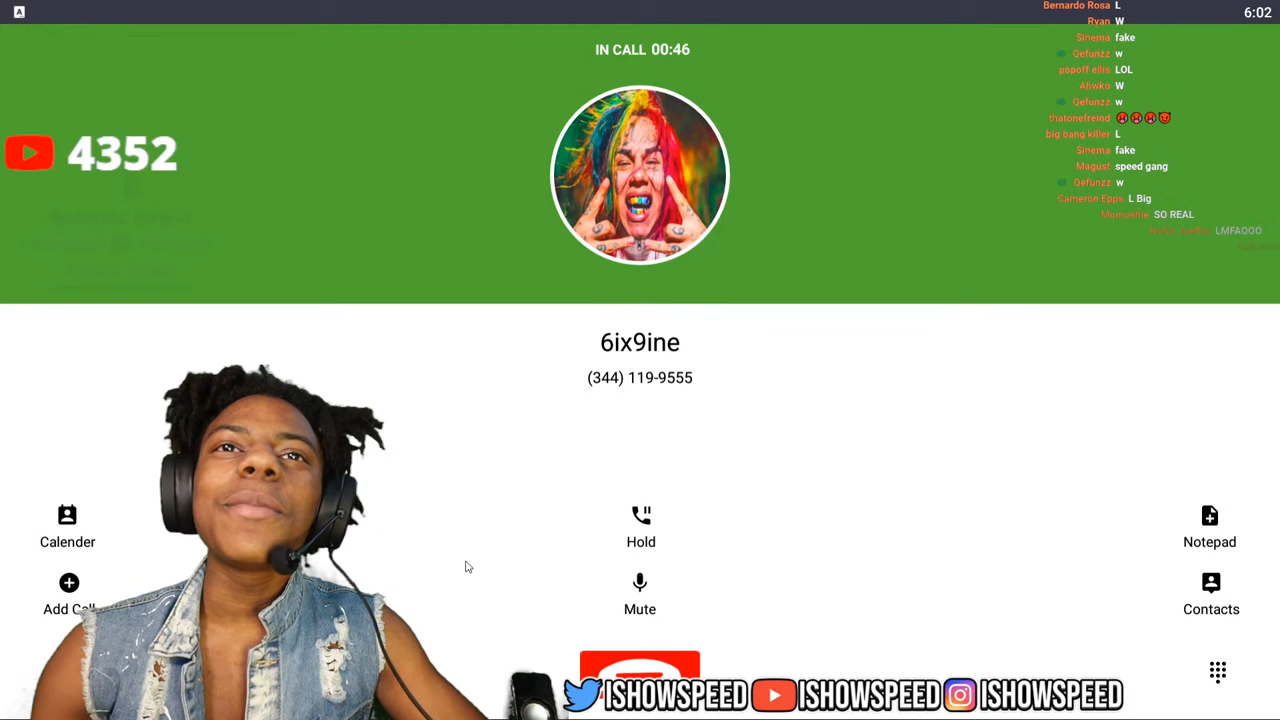 A
6:02
IN CALL 00:46
4352
Bernardo Rosa L
Ryan W
Sinema fake
Qefunzz w
popoff ellis LOL
Ahwko W
Qefunzz w
thatonefreind
big bang killer L
Sinema fake
Magust speed gang
Qefunzz w
Cameron Epps L Big
Momoshie SO REAL
LMFAOOO
6ix9ine
(344) 119-9555
Calender
Hold
Notepad
Add Call
Mute
Contacts
ISHOWSPEED ISHOWSPEED ISHOWSPEED